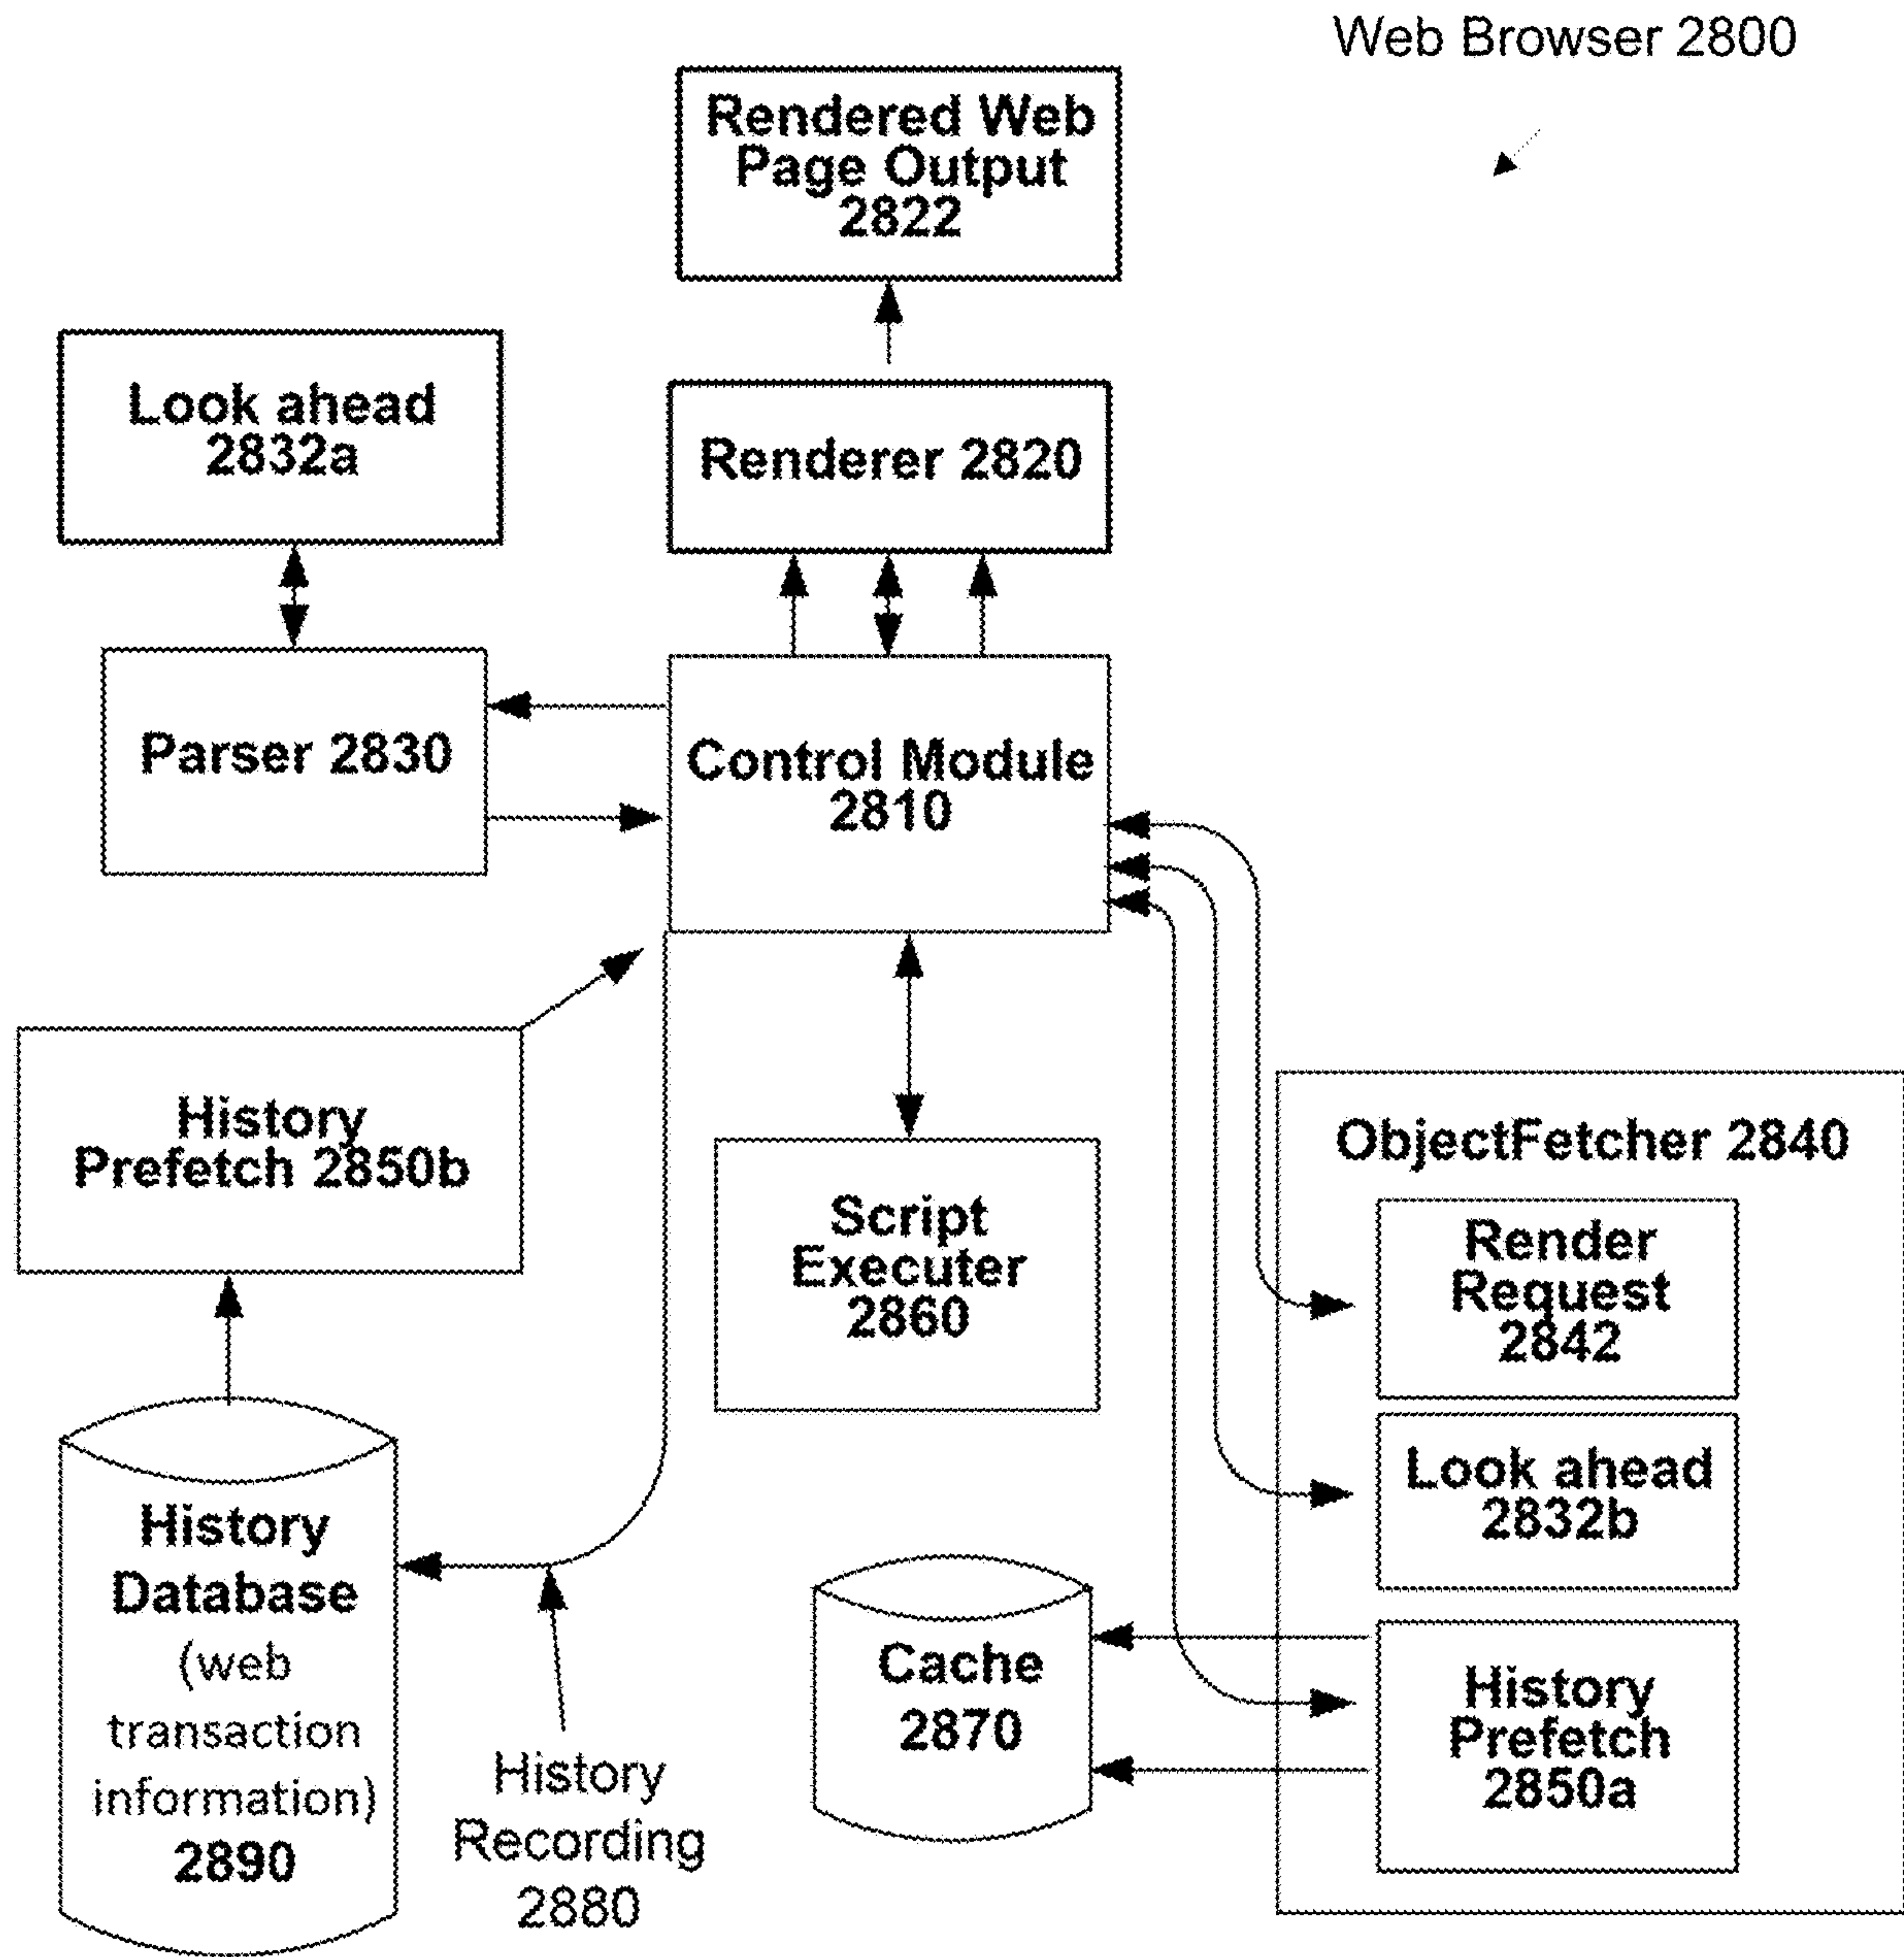 Web Browser 2800
Rendered Web
Page Output
2822
Look ahead
2832a
Renderer 2820
Parser 2830
Control Module
2810
History
Prefetch 2850b
Script
Executer
2860
ObjectFetcher 2840
Render
Request
2842
Look ahead
2832b
History
Prefetch
2850a
Cache
2870
History
Database
(web
transaction
information)
2890
History
Recording
2880